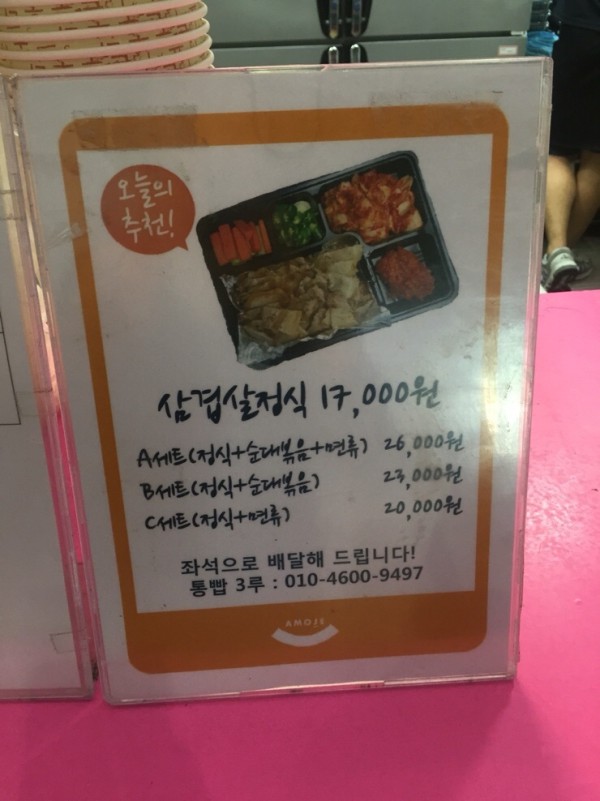 오늘의
추천!
삼겹살정식 17,000원
A세트(정식+순대볶음+면류) 26,000원
B세트(정식+순대볶음) 23,000원
C세트(정식+면류) 20,000원
좌석으로 배달해 드립니다!
통빱 3루 : 010-4600-9497